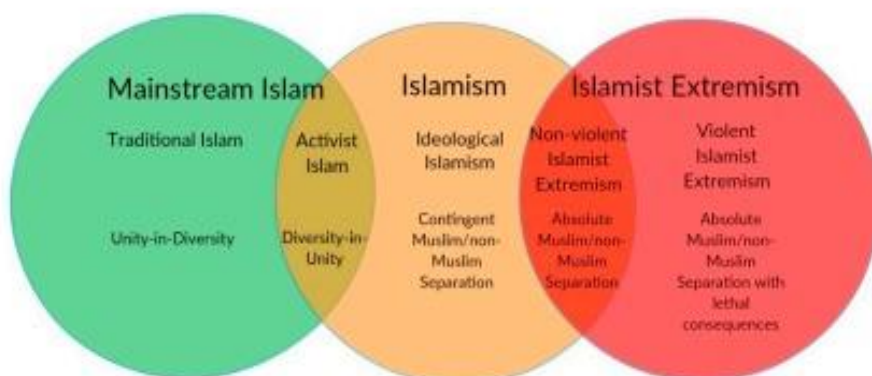 Mainstream Islam
Traditional Islam
Unity-in-Diversity
Activist
Islam
Diversity-in-
Unity
Islamism
Ideological
Islamism
Contingent
Muslim/non-
Muslim
Separation
Islamist Extremism
Non-violent
Islamist
Extremism
Absolute
Muslim/non-
Muslim
Separation
Violent
Islamist
Extremism
Absolute
Muslim/non-
Muslim
Separation with
lethal
consequences